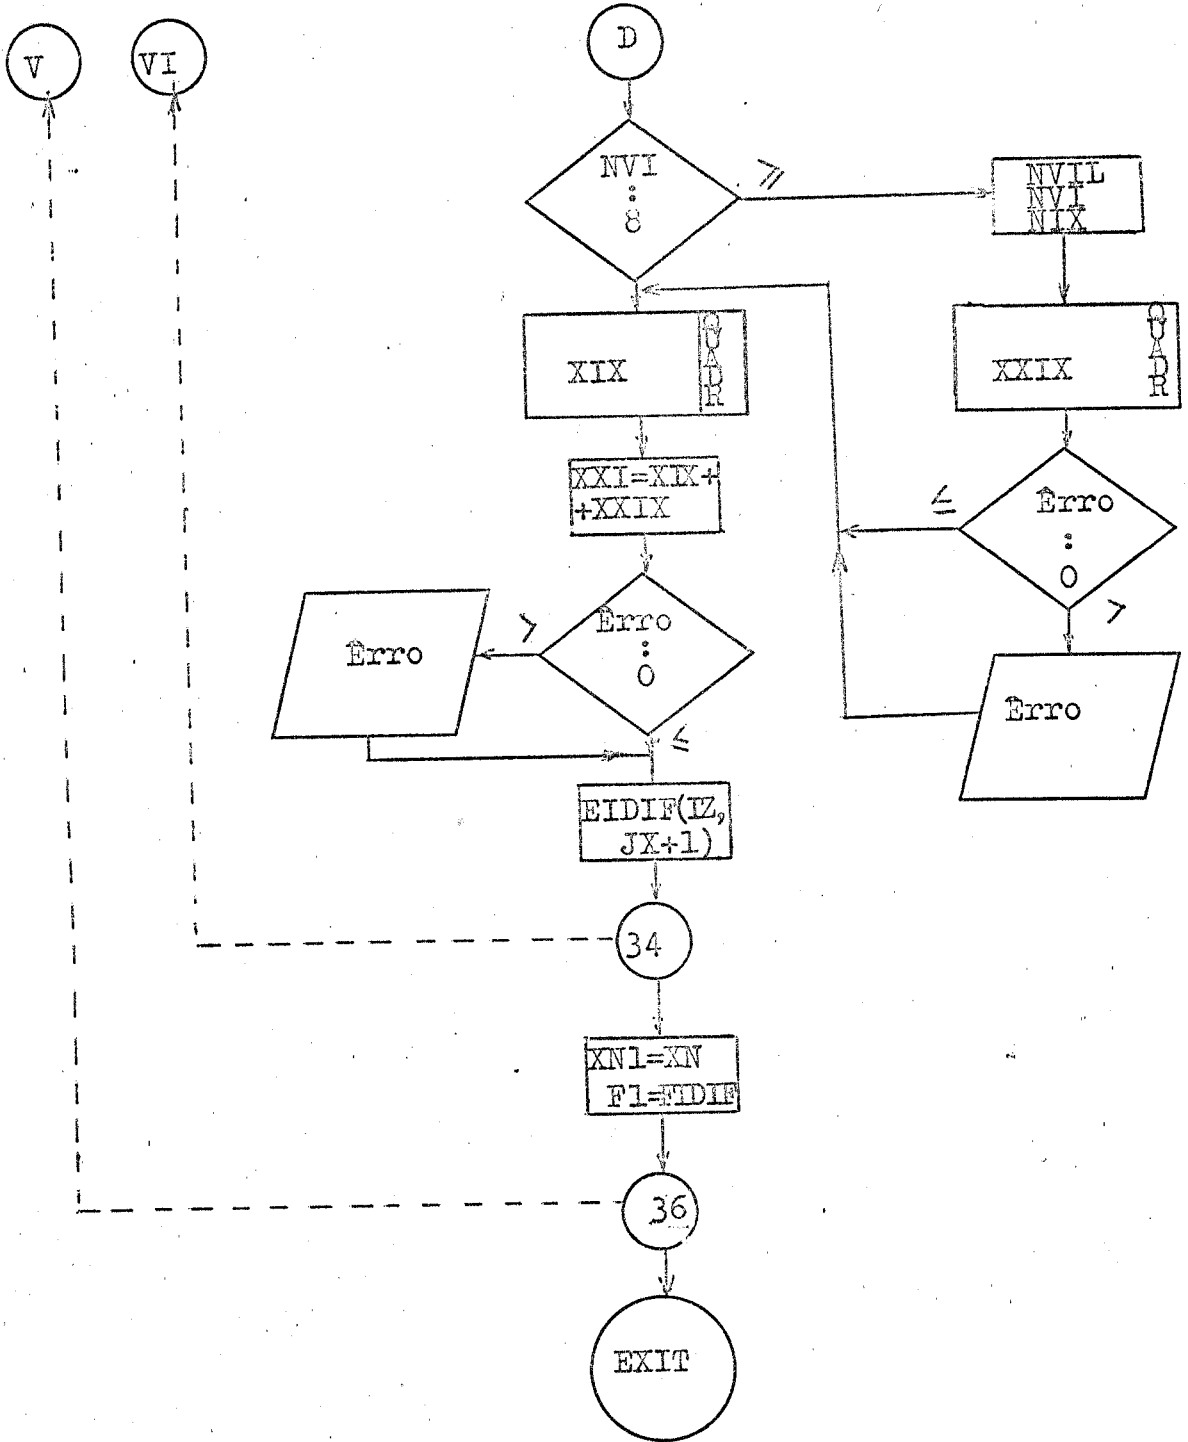 V
VI
D
NVI
:
8
≥
NVIL
NVI
NIX
XIX
QUADR
XXIX
QUADR
XXI=XIX+
+XXIX
≤
Êrro
:
0
>
Êrro
Êrro
:
0
>
Êrro
≤
EIDIF(IZ,
JX+1)
34
XN1=XN
F1=FIDIF
36
EXIT